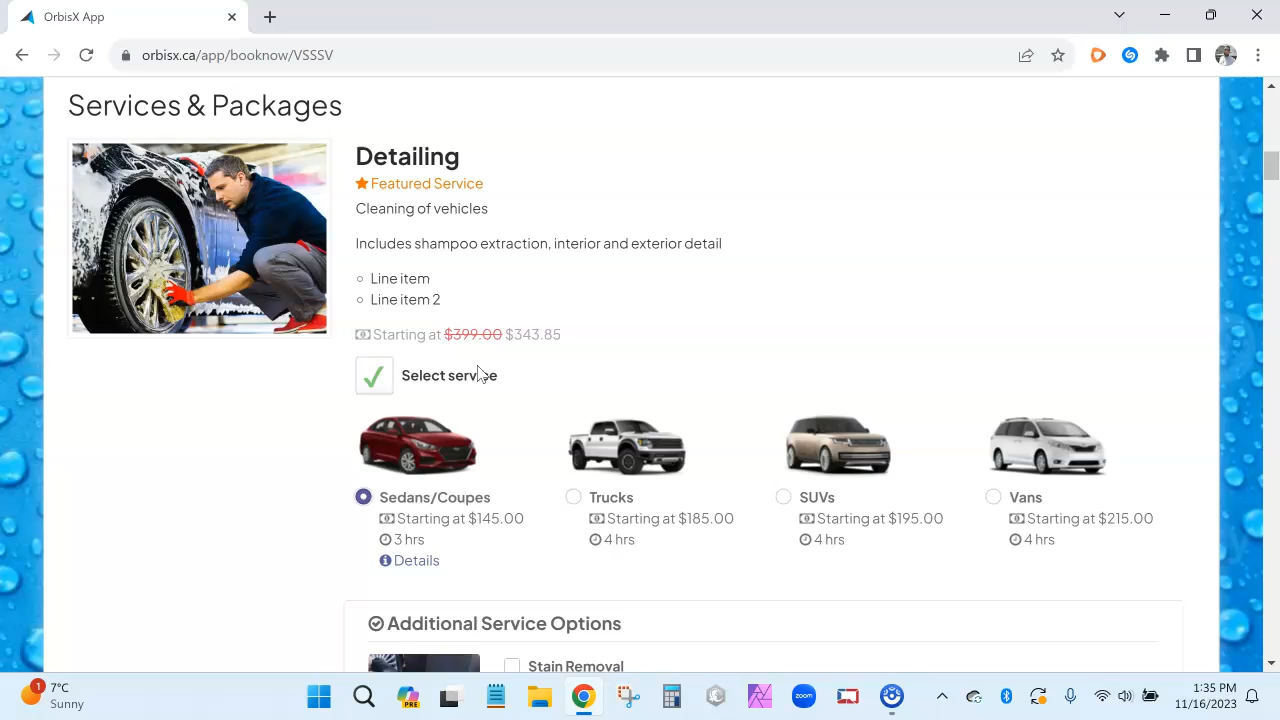 OrbisX App
orbisx.ca/app/booknow/VSSSV
Services & Packages
Detailing
Featured Service
Cleaning of vehicles
Includes shampoo extraction, interior and exterior detail
Line item
Line item 2
Starting at $399.00 $343.85
Select service
Sedans/Coupes
Starting at $145.00
3 hrs
Details
Trucks
Starting at $185.00
4 hrs
SUVs
Starting at $195.00
4 hrs
Vans
Starting at $215.00
4 hrs
Additional Service Options
Stain Removal
1
7°C
Sunny
PRE
zoom
1:35 PM
11/16/2023